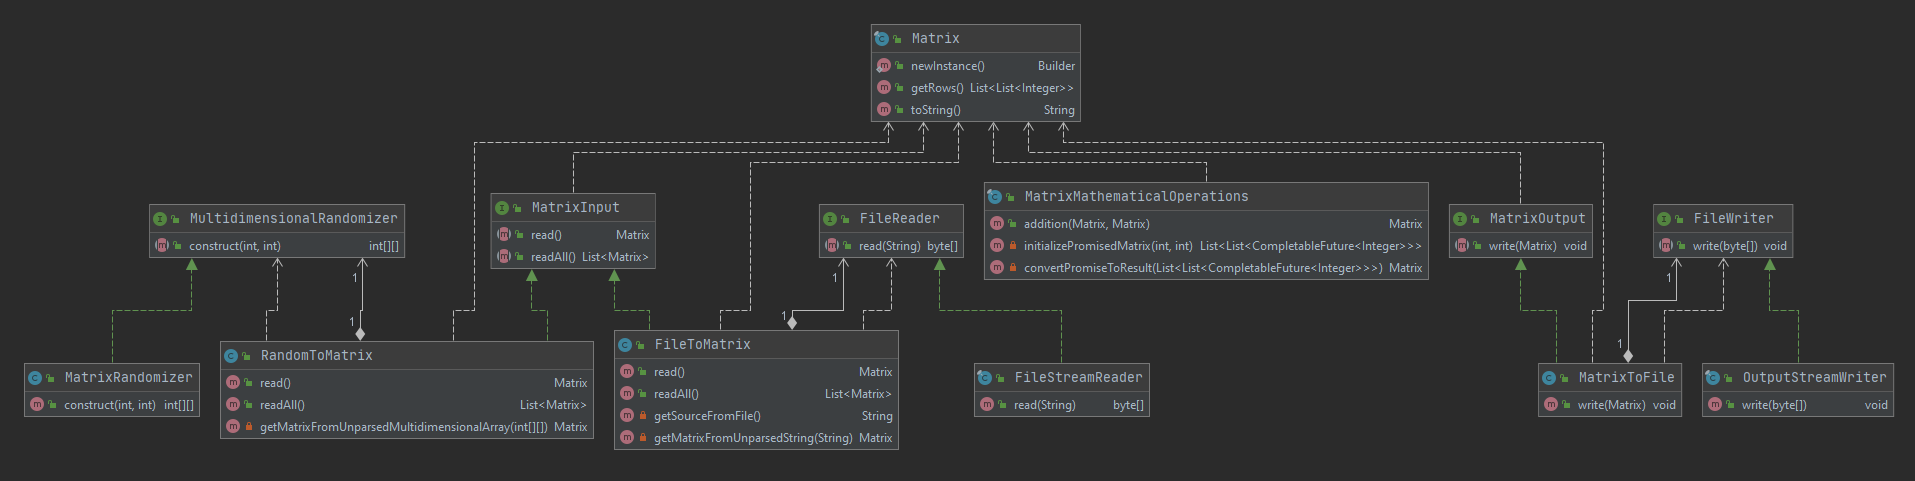 Matrix
newInstance() Builder
getRows() List<List<Integer>>
toString() String
MultidimensionalRandomizer
construct(int, int) int[][]
MatrixInput
read() Matrix
readAll() List<Matrix>
FileReader
read(String) byte[]
MatrixMathematicalOperations
addition(Matrix, Matrix) Matrix
initializePromisedMatrix(int, int) List<List<CompletableFuture<Integer>>>
convertPromiseToResult(List<List<CompletableFuture<Integer>>>) Matrix
MatrixOutput
write(Matrix) void
FileWriter
write(byte[]) void
1
1
1
1
1
1
MatrixRandomizer
construct(int, int) int[][]
RandomToMatrix
read() Matrix
readAll() List<Matrix>
getMatrixFromUnparsedMultidimensionalArray(int[][]) Matrix
FileToMatrix
read() Matrix
readAll() List<Matrix>
getSourceFromFile() String
getMatrixFromUnparsedString(String) Matrix
FileStreamReader
read(String) byte[]
MatrixToFile
write(Matrix) void
OutputStreamWriter
write(byte[]) void